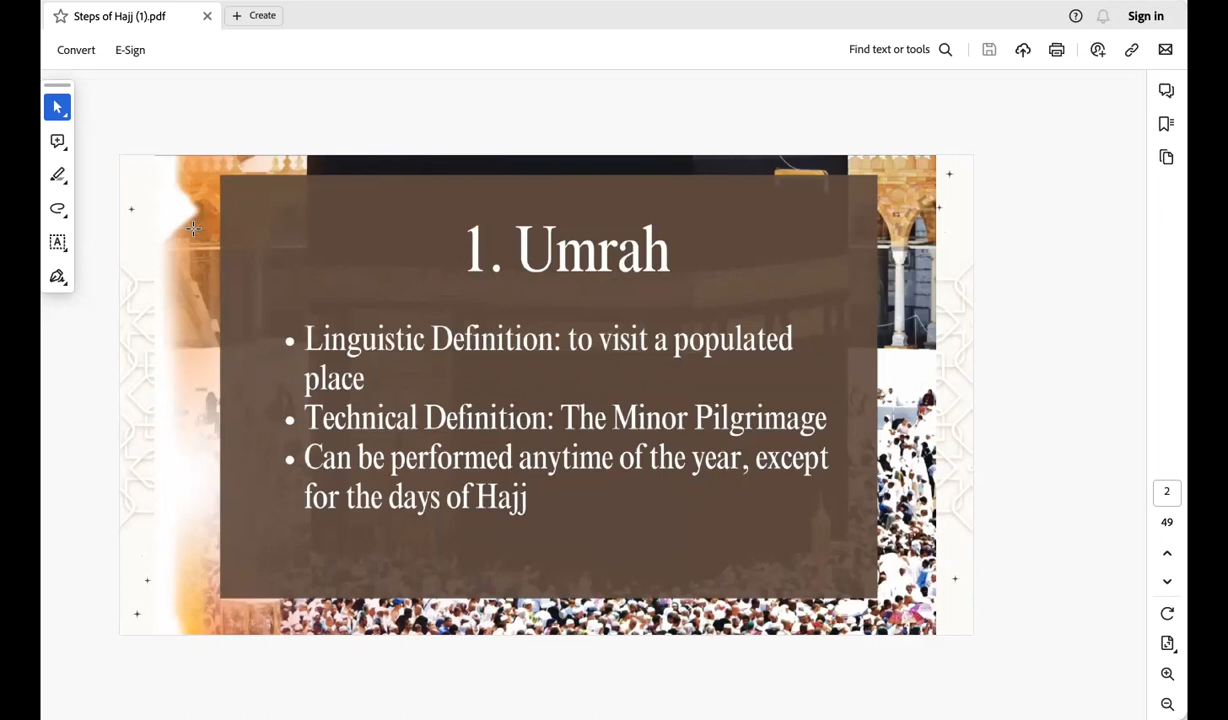 Steps of Hajj (1).pdf
Create
Sign in
Convert
E-Sign
Find text or tools
1. Umrah
• Linguistic Definition: to visit a populated
place
• Technical Definition: The Minor Pilgrimage
• Can be performed anytime of the year, except
for the days of Hajj
2
49